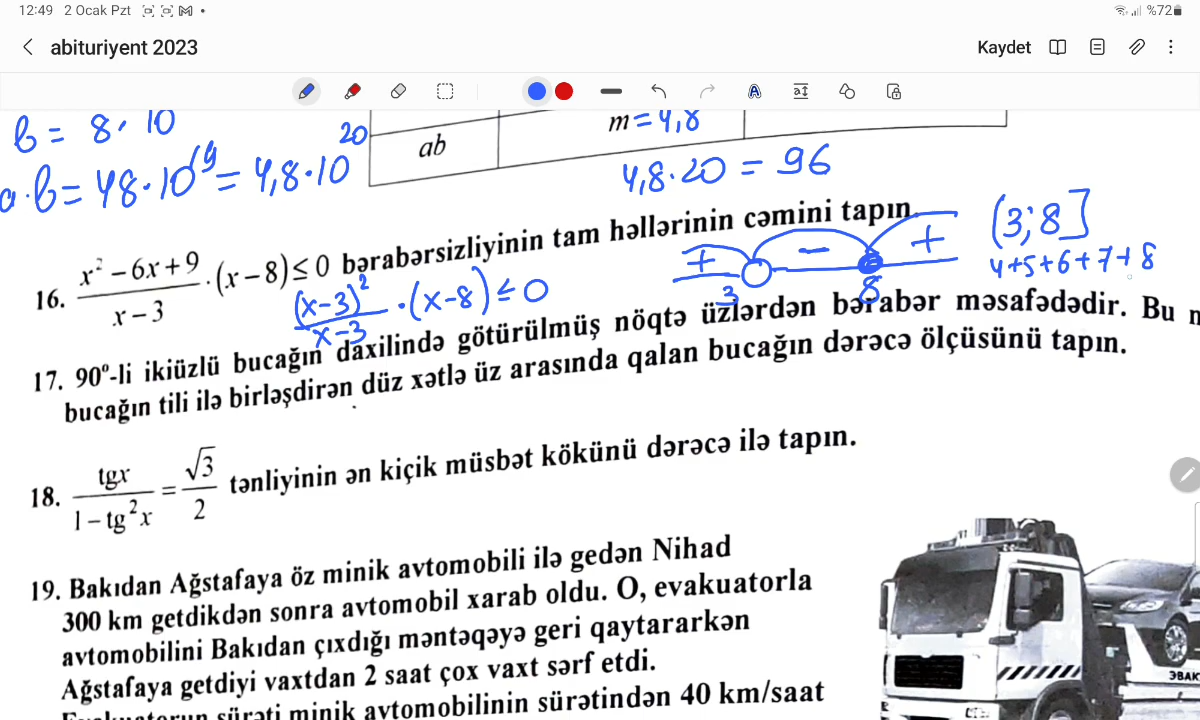 12:49 2 Ocak Pzt %72
abituriyent 2023
Kaydet
b = 8 · 10
a·b = 48·10¹⁹ = 4,8·10²⁰
ab
m = 4,8
4,8·20 = 96
16. (x² − 6x + 9)/(x − 3) · (x − 8) ≤ 0 bərabərsizliyinin tam həllərinin cəmini tapın.
(x−3)²/(x−3) · (x−8) ≤ 0
+ − +
3 8
(3; 8]
4+5+6+7+8
17. 90°-li ikiüzlü bucağın daxilində götürülmüş nöqtə üzlərdən bərabər məsafədədir. Bu
bucağın tili ilə birləşdirən düz xətlə üz arasında qalan bucağın dərəcə ölçüsünü tapın.
18. tgx/(1 − tg²x) = √3/2 tənliyinin ən kiçik müsbət kökünü dərəcə ilə tapın.
19. Bakıdan Ağstafaya öz minik avtomobili ilə gedən Nihad
300 km getdikdən sonra avtomobil xarab oldu. O, evakuatorla
avtomobilini Bakıdan çıxdığı məntəqəyə geri qaytararkən
Ağstafaya getdiyi vaxtdan 2 saat çox vaxt sərf etdi.
Evakuatorun sürəti minik avtomobilinin sürətindən 40 km/saat
ЭВАК